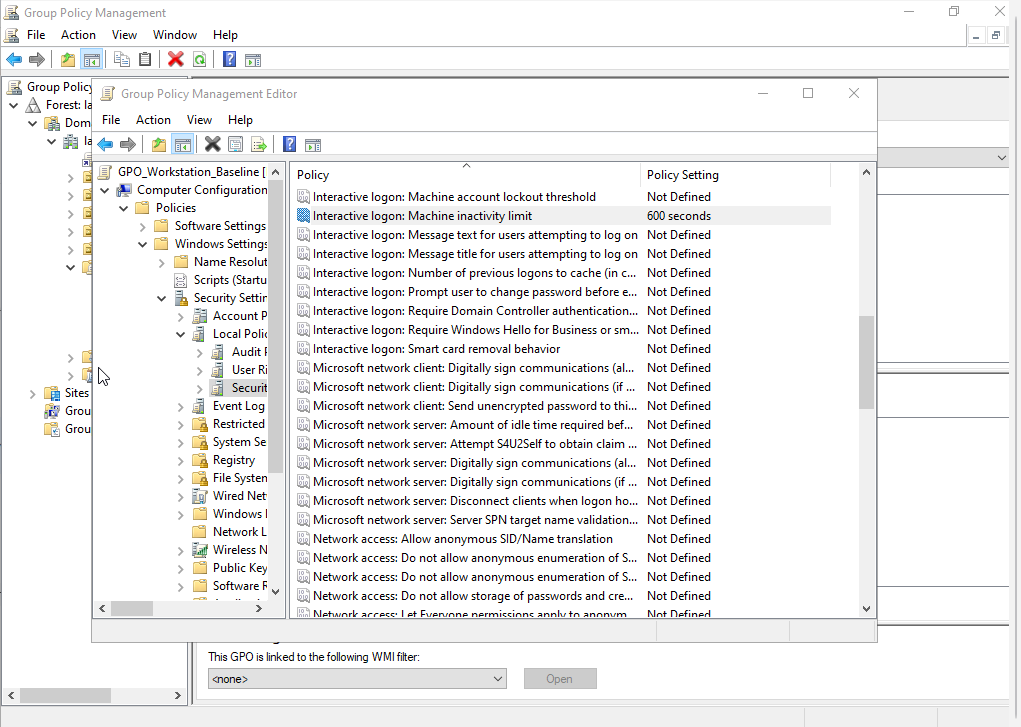 Group Policy Management
File Action View Window Help
Group Policy
Forest: la
Doma
la
Sites
Grou
Grou
Group Policy Management Editor
File Action View Help
GPO_Workstation_Baseline [
Computer Configuration
Policies
Software Settings
Windows Settings
Name Resolut
Scripts (Startu
Security Settin
Account P
Local Polic
Audit P
User Ri
Securit
Event Log
Restricted
System Se
Registry
File System
Wired Net
Windows
Network L
Wireless N
Public Key
Software R
Policy Policy Setting
Interactive logon: Machine account lockout threshold Not Defined
Interactive logon: Machine inactivity limit 600 seconds
Interactive logon: Message text for users attempting to log on Not Defined
Interactive logon: Message title for users attempting to log on Not Defined
Interactive logon: Number of previous logons to cache (in c... Not Defined
Interactive logon: Prompt user to change password before e... Not Defined
Interactive logon: Require Domain Controller authentication... Not Defined
Interactive logon: Require Windows Hello for Business or sm... Not Defined
Interactive logon: Smart card removal behavior Not Defined
Microsoft network client: Digitally sign communications (al... Not Defined
Microsoft network client: Digitally sign communications (if ... Not Defined
Microsoft network client: Send unencrypted password to thi... Not Defined
Microsoft network server: Amount of idle time required bef... Not Defined
Microsoft network server: Attempt S4U2Self to obtain claim ... Not Defined
Microsoft network server: Digitally sign communications (al... Not Defined
Microsoft network server: Digitally sign communications (if ... Not Defined
Microsoft network server: Disconnect clients when logon ho... Not Defined
Microsoft network server: Server SPN target name validation... Not Defined
Network access: Allow anonymous SID/Name translation Not Defined
Network access: Do not allow anonymous enumeration of S... Not Defined
Network access: Do not allow anonymous enumeration of S... Not Defined
Network access: Do not allow storage of passwords and cre... Not Defined
Network access: Let Everyone permissions apply to anonym... Not Defined
This GPO is linked to the following WMI filter:
<none>
Open